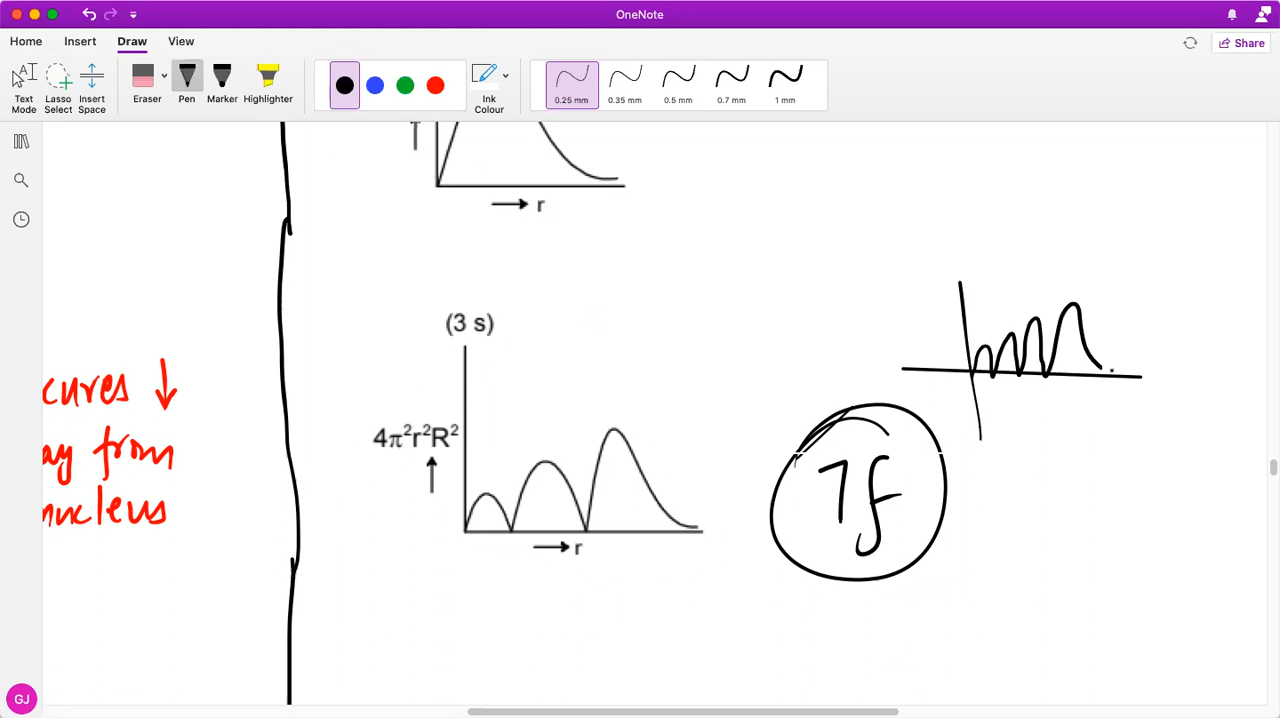 OneNote
Home Insert Draw View
Share
Text Mode
Lasso Select
Insert Space
Eraser
Pen
Marker
Highlighter
Ink Colour
0.25 mm
0.35 mm
0.5 mm
0.7 mm
1 mm
r
(3 s)
4π²r²R²
r
7f
cures ↓
ay from
nucleus
GJ